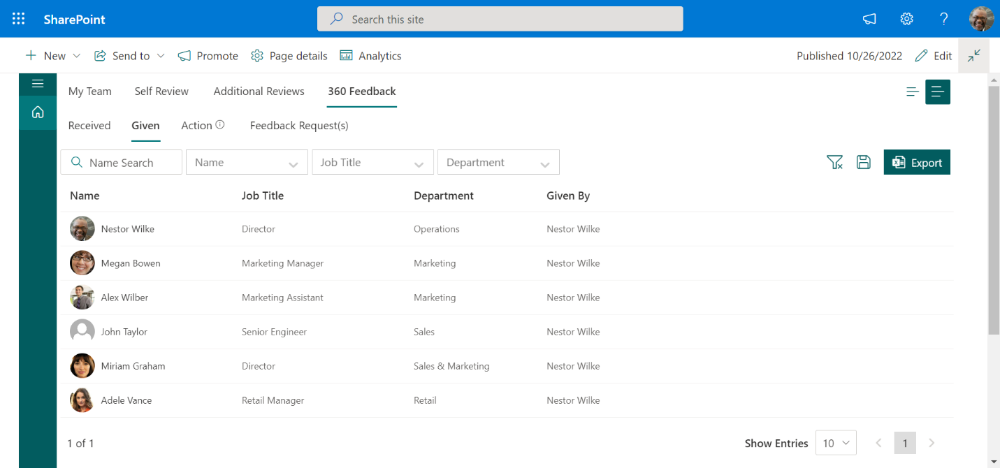 SharePoint Search this site ?
New Send to Promote Page details Analytics Published 10/26/2022 Edit
My Team Self Review Additional Reviews 360 Feedback
Received Given Action Feedback Request(s)
Name Search Name Job Title Department Export
Name Job Title Department Given By
Nestor Wilke Director Operations Nestor Wilke
Megan Bowen Marketing Manager Marketing Nestor Wilke
Alex Wilber Marketing Assistant Marketing Nestor Wilke
John Taylor Senior Engineer Sales Nestor Wilke
Miriam Graham Director Sales & Marketing Nestor Wilke
Adele Vance Retail Manager Retail Nestor Wilke
1 of 1 Show Entries 10 1